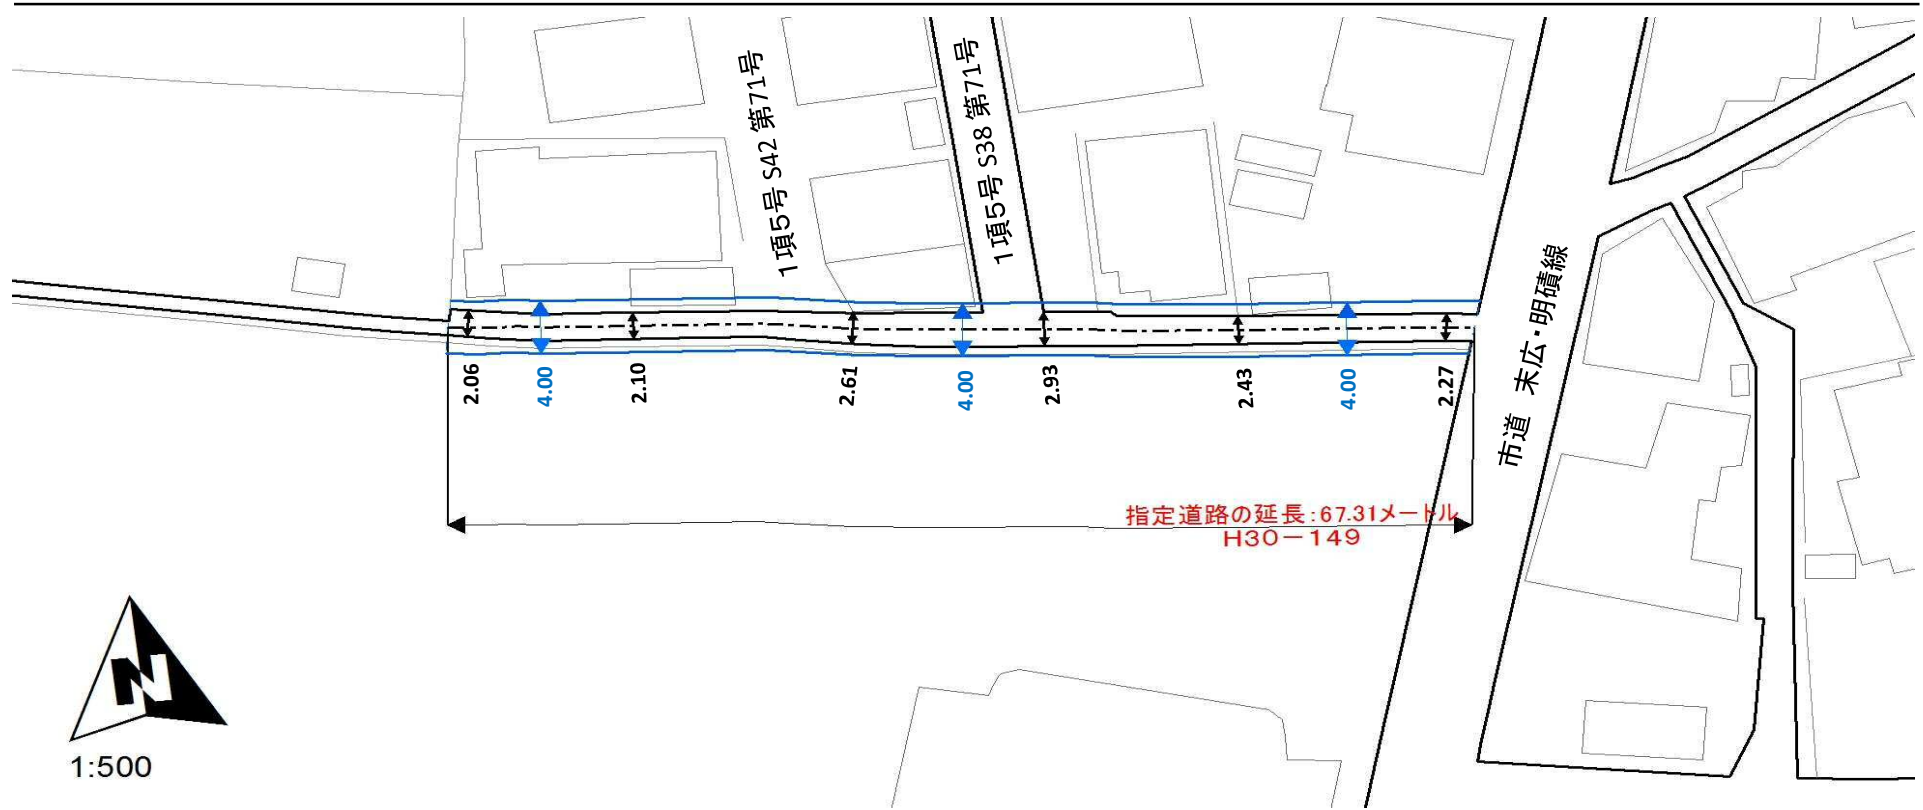 1項5号 S42 第71号
1項5号 S38 第71号
市道 末広・明磧線
2.06
4.00
2.10
2.61
4.00
2.93
2.43
4.00
2.27
指定道路の延長:67.31メートル
H30-149
N
1:500